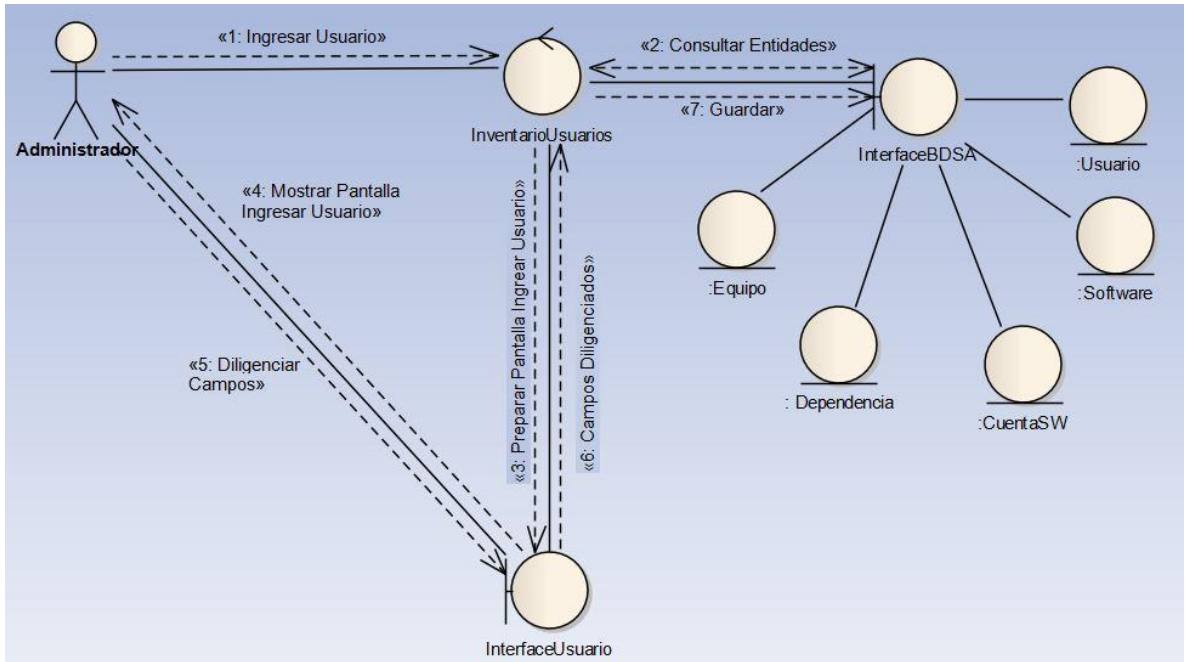 «1: Ingresar Usuario»
«2: Consultar Entidades»
«7: Guardar»
Administrador
InventarioUsuarios
InterfaceBDSA
:Usuario
«4: Mostrar Pantalla
Ingresar Usuario»
:Equipo
:Software
«5: Diligenciar
Campos»
«3: Preparar Pantalla Ingrear Usuario»
«6: Campos Diligenciados»
: Dependencia
:CuentaSW
InterfaceUsuario